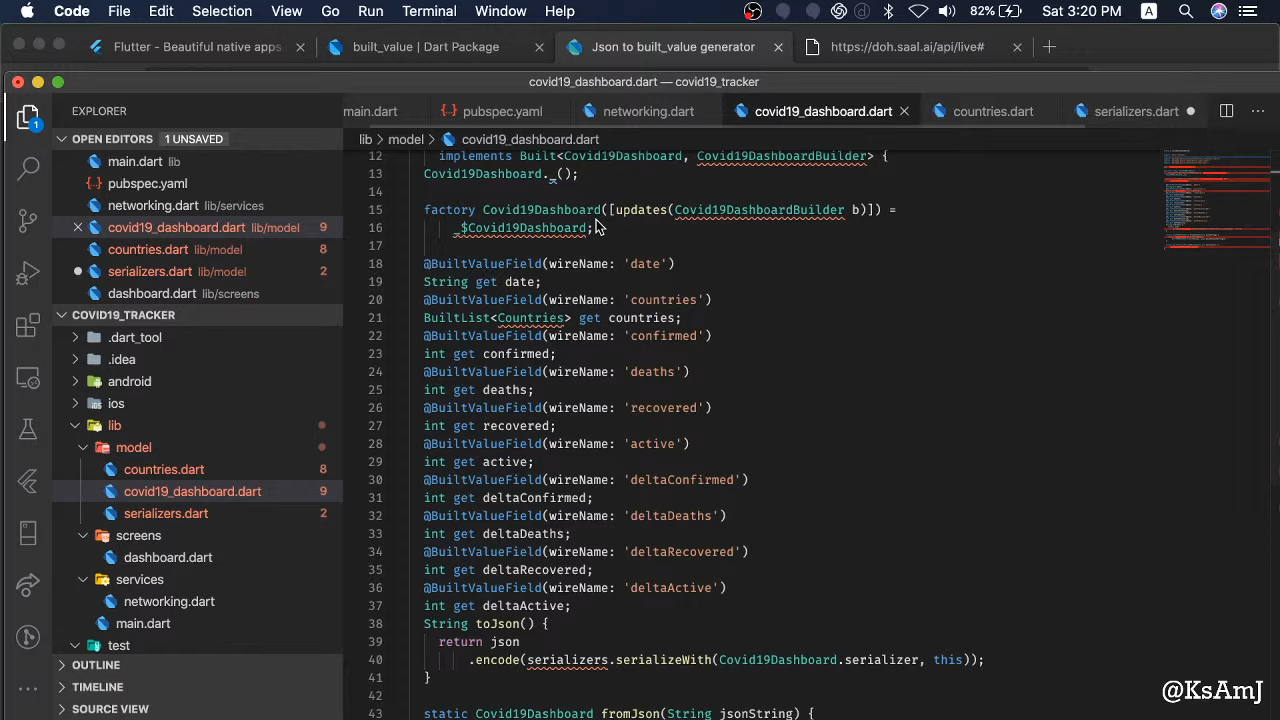 Code File Edit Selection View Go Run Terminal Window Help 82% Sat 3:20 PM A
Flutter - Beautiful native apps
built_value | Dart Package
Json to built_value generator
https://doh.saal.ai/api/live#
covid19_dashboard.dart — covid19_tracker
EXPLORER
main.dart
pubspec.yaml
networking.dart
covid19_dashboard.dart
countries.dart
serializers.dart
OPEN EDITORS 1 UNSAVED
lib > model > covid19_dashboard.dart
main.dart lib
pubspec.yaml
networking.dart lib/services
covid19_dashboard.dart lib/model 9
countries.dart lib/model 8
serializers.dart lib/model 2
dashboard.dart lib/screens
COVID19_TRACKER
.dart_tool
.idea
android
ios
lib
model
countries.dart 8
covid19_dashboard.dart 9
serializers.dart 2
screens
dashboard.dart
services
networking.dart
main.dart
test
OUTLINE
TIMELINE
SOURCE VIEW
1
12 implements Built<Covid19Dashboard, Covid19DashboardBuilder> {
13 Covid19Dashboard._();
14
15 factory Covid19Dashboard([updates(Covid19DashboardBuilder b)]) =
16 _$Covid19Dashboard;
17
18 @BuiltValueField(wireName: 'date')
19 String get date;
20 @BuiltValueField(wireName: 'countries')
21 BuiltList<Countries> get countries;
22 @BuiltValueField(wireName: 'confirmed')
23 int get confirmed;
24 @BuiltValueField(wireName: 'deaths')
25 int get deaths;
26 @BuiltValueField(wireName: 'recovered')
27 int get recovered;
28 @BuiltValueField(wireName: 'active')
29 int get active;
30 @BuiltValueField(wireName: 'deltaConfirmed')
31 int get deltaConfirmed;
32 @BuiltValueField(wireName: 'deltaDeaths')
33 int get deltaDeaths;
34 @BuiltValueField(wireName: 'deltaRecovered')
35 int get deltaRecovered;
36 @BuiltValueField(wireName: 'deltaActive')
37 int get deltaActive;
38 String toJson() {
39 return json
40 .encode(serializers.serializeWith(Covid19Dashboard.serializer, this));
41 }
42
43 static Covid19Dashboard fromJson(String jsonString) {
@KsAmJ